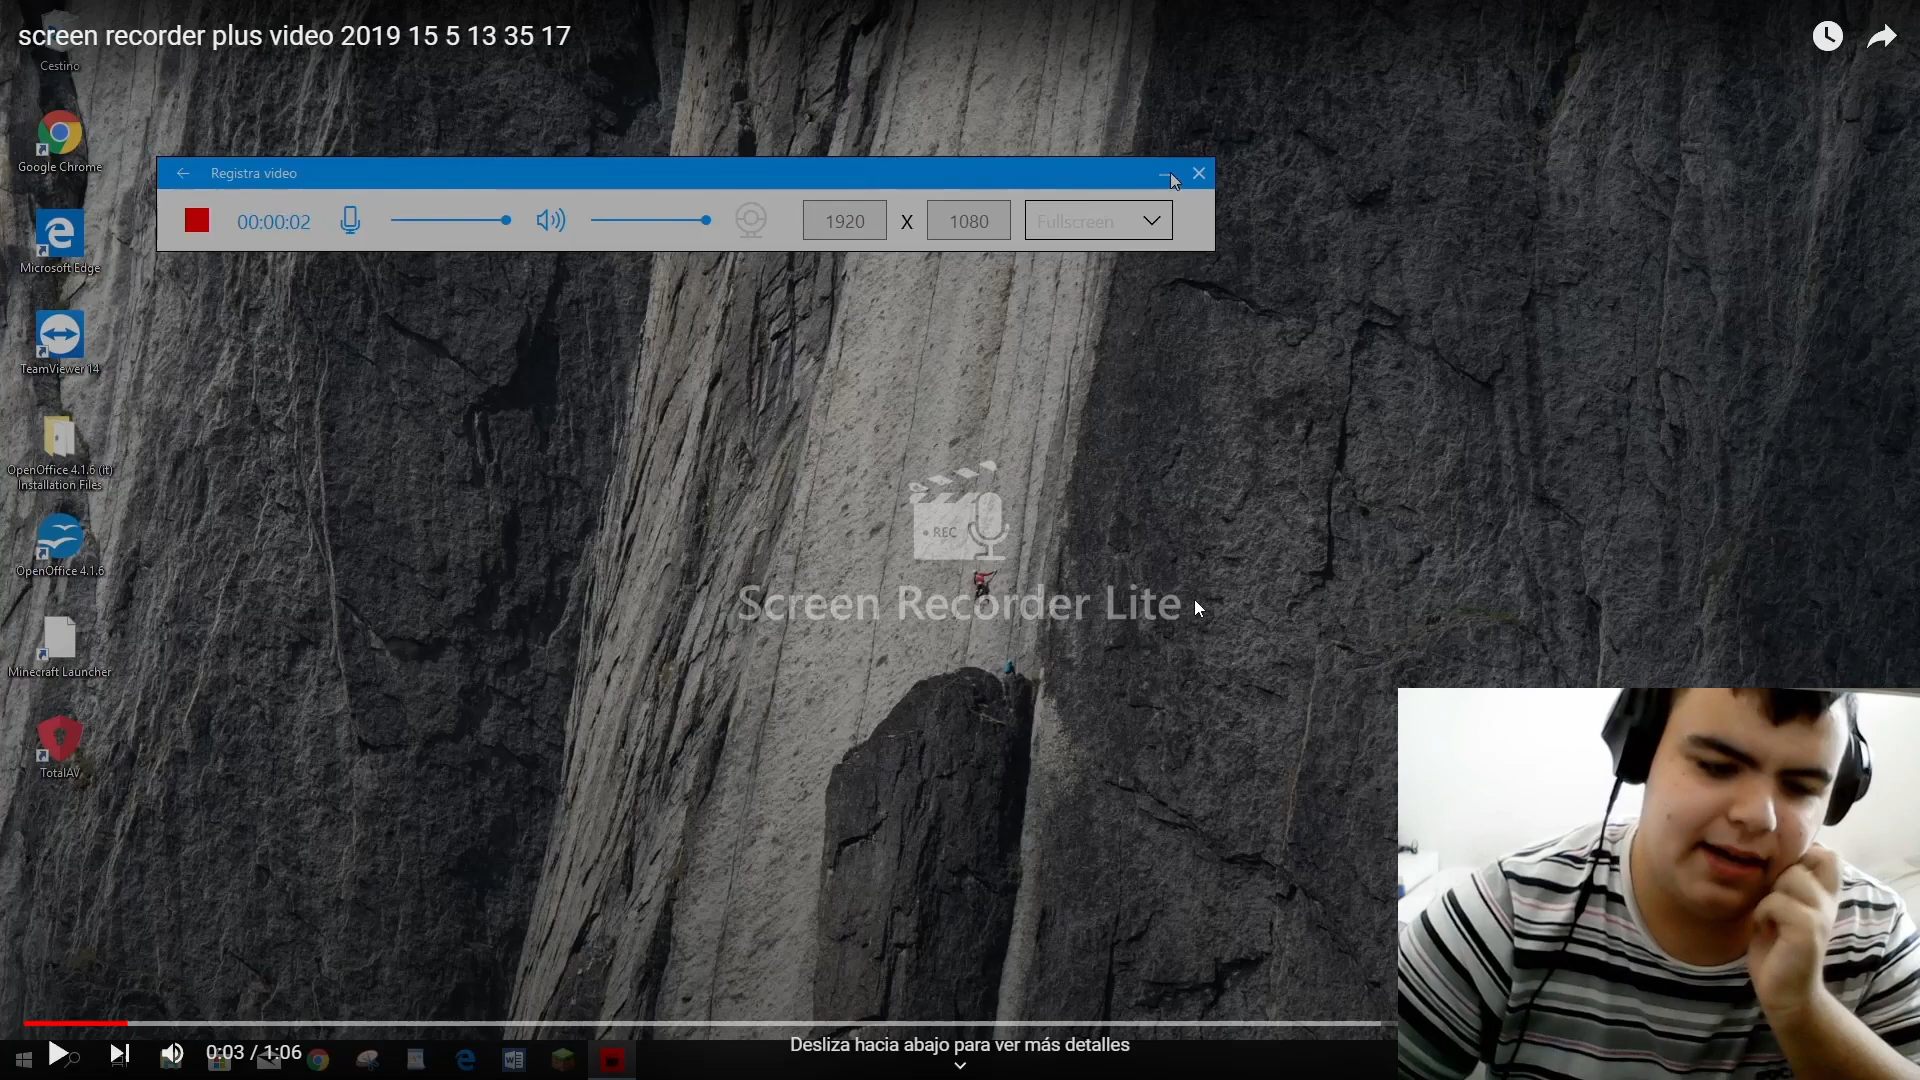 screen recorder plus video 2019 15 5 13 35 17
Cestino
Google Chrome
Registra video
00:00:02
1920 X 1080
Fullscreen
Microsoft Edge
TeamViewer 14
OpenOffice 4.1.6 (it)
Installation Files
OpenOffice 4.1.6
Minecraft Launcher
TotalAV
• REC
Screen Recorder Lite
0:03 / 1:06
Desliza hacia abajo para ver más detalles